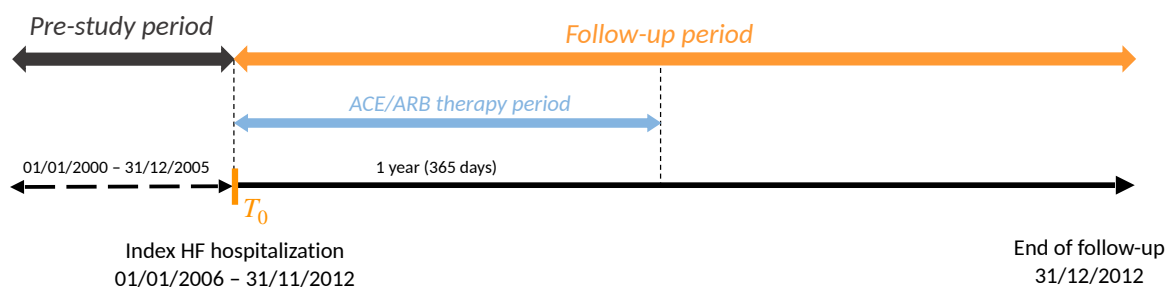 Pre-study period
Follow-up period
ACE/ARB therapy period
01/01/2000 – 31/12/2005
1 year (365 days)
T₀
Index HF hospitalization
01/01/2006 – 31/11/2012
End of follow-up
31/12/2012